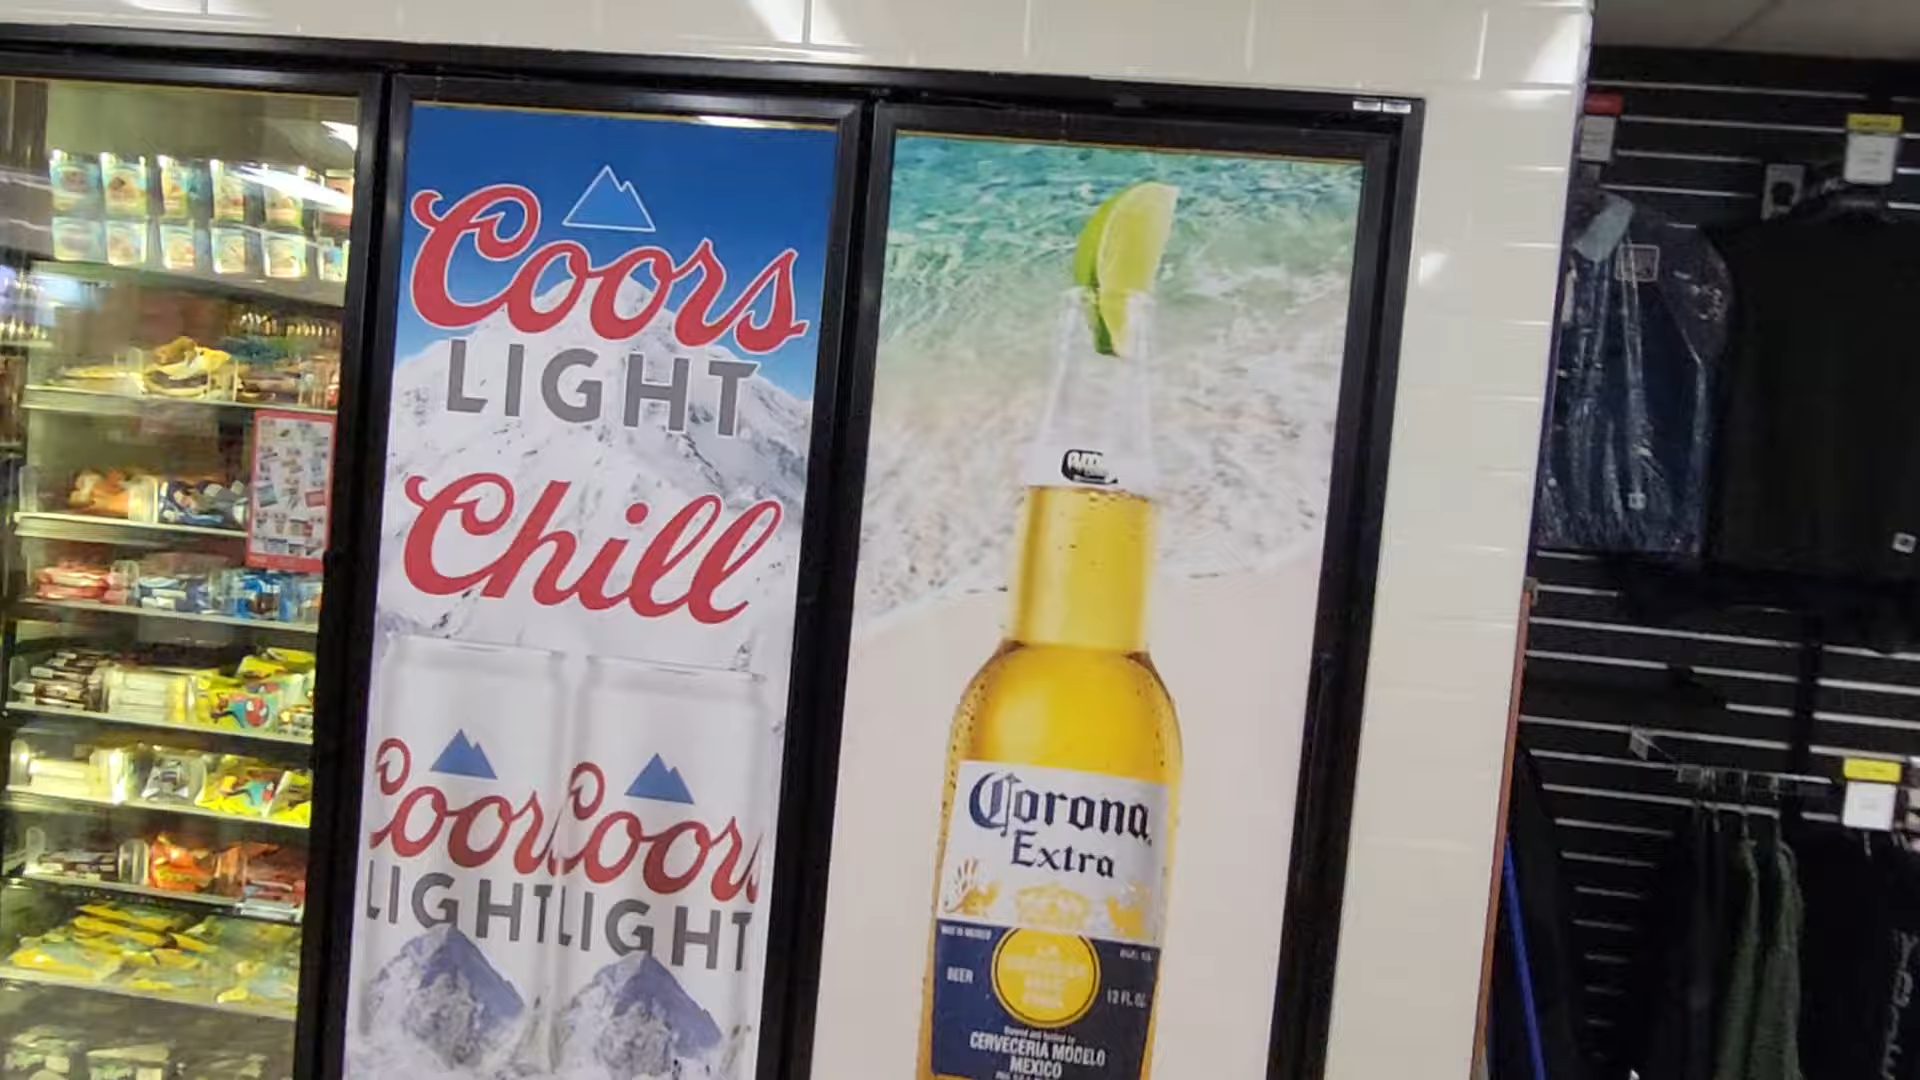 Coors
LIGHT
Chill
Coors
LIGHT
Coors
LIGHT
Corona
Extra
BEER
12 FL. OZ.
CERVECERIA MODELO
MEXICO